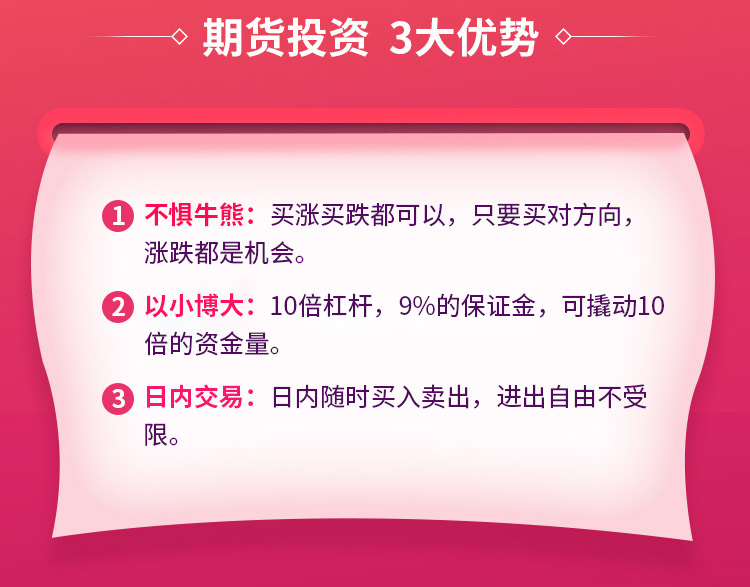 期货投资 3大优势
1 不惧牛熊：买涨买跌都可以，只要买对方向，
涨跌都是机会。
2 以小博大：10倍杠杆，9%的保证金，可撬动10
倍的资金量。
3 日内交易：日内随时买入卖出，进出自由不受
限。